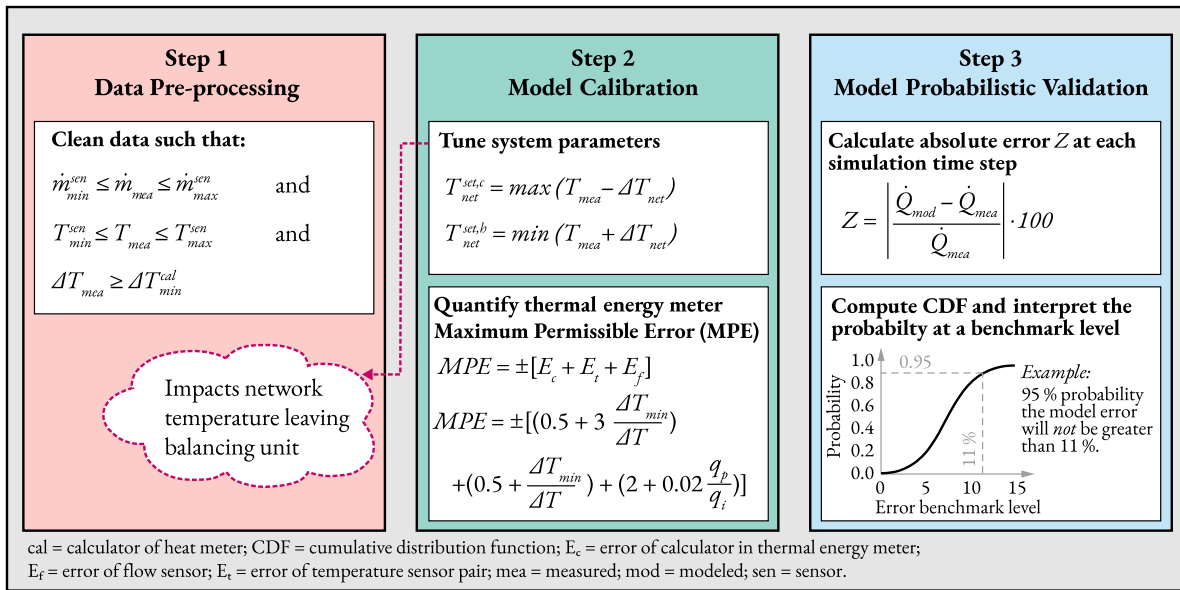 Step 1
Data Pre-processing
Clean data such that:
ṁ_min^sen ≤ ṁ_mea ≤ ṁ_max^sen and
T_min^sen ≤ T_mea ≤ T_max^sen and
ΔT_mea ≥ ΔT_min^cal
Impacts network
temperature leaving
balancing unit
Step 2
Model Calibration
Tune system parameters
T_net^set,c = max (T_mea − ΔT_net)
T_net^set,h = min (T_mea + ΔT_net)
Quantify thermal energy meter
Maximum Permissible Error (MPE)
MPE = ±[E_c + E_t + E_f]
MPE = ±[(0.5 + 3 ΔT_min/ΔT)
+(0.5 + ΔT_min/ΔT) + (2 + 0.02 q_p/q_i)]
Step 3
Model Probabilistic Validation
Calculate absolute error Z at each
simulation time step
Z = |(Q̇_mod − Q̇_mea)/Q̇_mea| · 100
Compute CDF and interpret the
probabilty at a benchmark level
Probability
1.0
0.8
0.6
0.4
0.2
0.0
0.95
11 %
0 5 10 15
Error benchmark level
Example:
95 % probability
the model error
will not be greater
than 11 %.
cal = calculator of heat meter; CDF = cumulative distribution function; E_c = error of calculator in thermal energy meter;
E_f = error of flow sensor; E_t = error of temperature sensor pair; mea = measured; mod = modeled; sen = sensor.